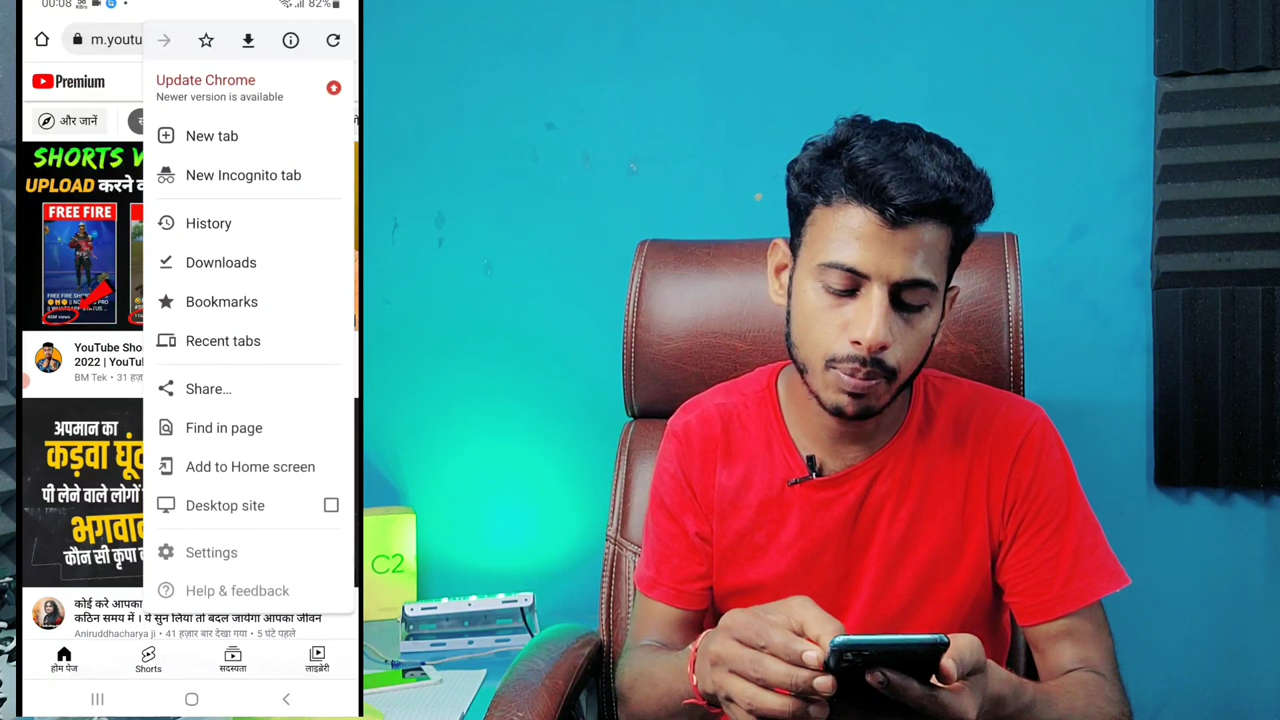 00:08
82%
m.youtu
Premium
Update Chrome
Newer version is available
और जानें
New tab
SHORTS V
UPLOAD करने व
New Incognito tab
FREE FIRE
History
Downloads
Bookmarks
46M views
Recent tabs
YouTube Sho
2022 | YouTu
BM Tek • 31 हज़
Share...
Find in page
अपमान का
कड़वा घूंट
Add to Home screen
पी लेने वाले लोगों
Desktop site
भगवान
कौन सी कृपा
Settings
Help & feedback
कोई करे आपका
कठिन समय में । ये सुन लिया तो बदल जायेगा आपका जीवन
Aniruddhacharya ji • 41 हज़ार बार देखा गया • 5 घंटे पहले
होम पेज
Shorts
सदस्यता
लाइब्रेरी
C2